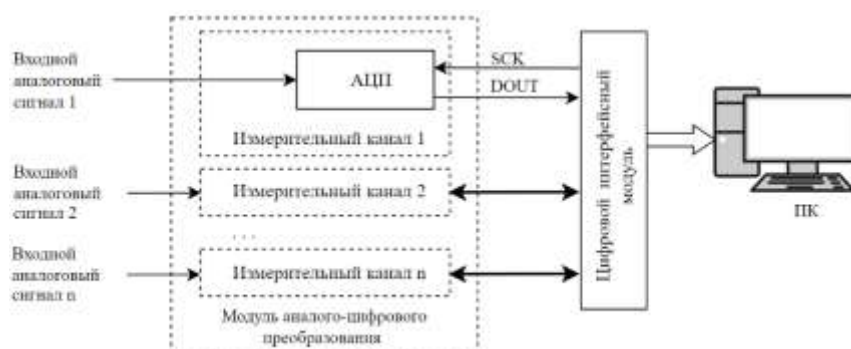 Входной
аналоговый
сигнал 1
АЦП
SCK
DOUT
Измерительный канал 1
Входной
аналоговый
сигнал 2
Измерительный канал 2
. . .
Входной
аналоговый
сигнал n
Измерительный канал n
Модуль аналого-цифрового
преобразования
Цифровой интерфейсный
модуль
ПК